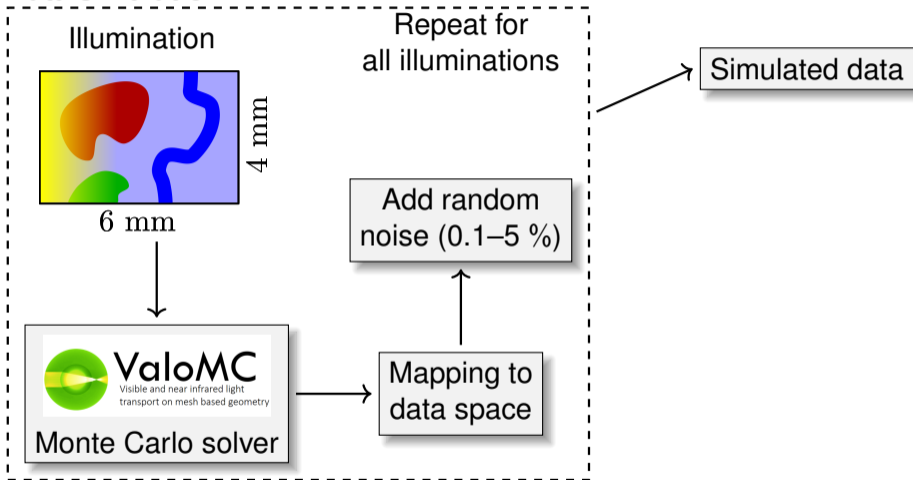 Illumination
4 mm
6 mm
Repeat for
all illuminations
Simulated data
Add random
noise (0.1–5 %)
ValoMC
Visible and near infrared light
transport on mesh based geometry
Monte Carlo solver
Mapping to
data space